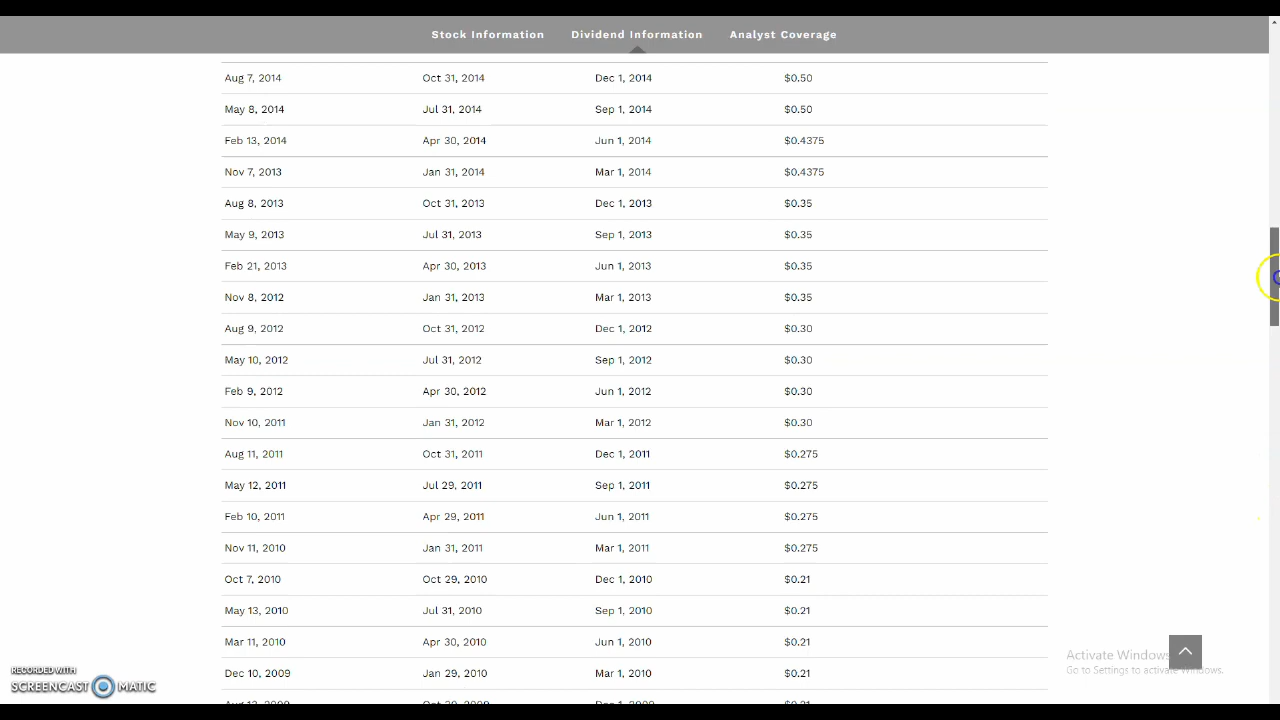 Stock Information Dividend Information Analyst Coverage
Aug 7, 2014 Oct 31, 2014 Dec 1, 2014 $0.50
May 8, 2014 Jul 31, 2014 Sep 1, 2014 $0.50
Feb 13, 2014 Apr 30, 2014 Jun 1, 2014 $0.4375
Nov 7, 2013 Jan 31, 2014 Mar 1, 2014 $0.4375
Aug 8, 2013 Oct 31, 2013 Dec 1, 2013 $0.35
May 9, 2013 Jul 31, 2013 Sep 1, 2013 $0.35
Feb 21, 2013 Apr 30, 2013 Jun 1, 2013 $0.35
Nov 8, 2012 Jan 31, 2013 Mar 1, 2013 $0.35
Aug 9, 2012 Oct 31, 2012 Dec 1, 2012 $0.30
May 10, 2012 Jul 31, 2012 Sep 1, 2012 $0.30
Feb 9, 2012 Apr 30, 2012 Jun 1, 2012 $0.30
Nov 10, 2011 Jan 31, 2012 Mar 1, 2012 $0.30
Aug 11, 2011 Oct 31, 2011 Dec 1, 2011 $0.275
May 12, 2011 Jul 29, 2011 Sep 1, 2011 $0.275
Feb 10, 2011 Apr 29, 2011 Jun 1, 2011 $0.275
Nov 11, 2010 Jan 31, 2011 Mar 1, 2011 $0.275
Oct 7, 2010 Oct 29, 2010 Dec 1, 2010 $0.21
May 13, 2010 Jul 31, 2010 Sep 1, 2010 $0.21
Mar 11, 2010 Apr 30, 2010 Jun 1, 2010 $0.21
Dec 10, 2009 Jan 29, 2010 Mar 1, 2010 $0.21
Activate Windows
Go to Settings to activate Windows.
RECORDED WITH
SCREENCAST MATIC